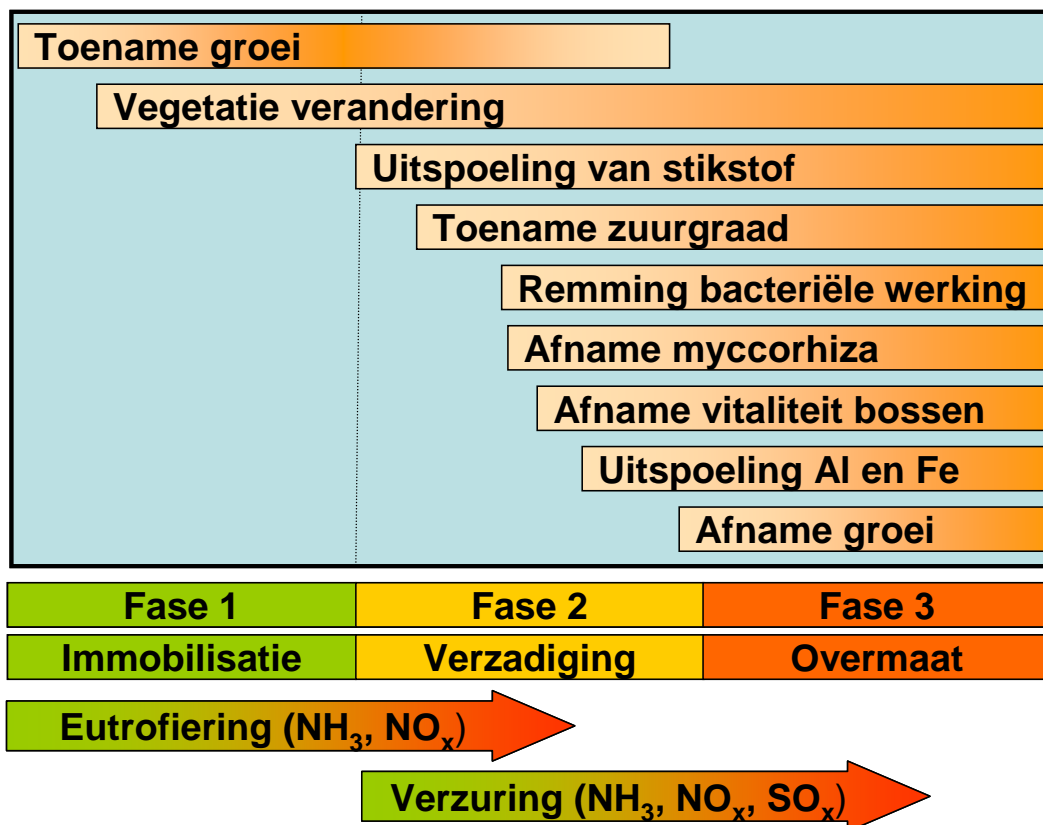 Toename groei
Vegetatie verandering
Uitspoeling van stikstof
Toename zuurgraad
Remming bacteriële werking
Afname myccorhiza
Afname vitaliteit bossen
Uitspoeling Al en Fe
Afname groei
Fase 1 Fase 2 Fase 3
Immobilisatie Verzadiging Overmaat
Eutrofiering (NH₃, NOₓ)
Verzuring (NH₃, NOₓ, SOₓ)